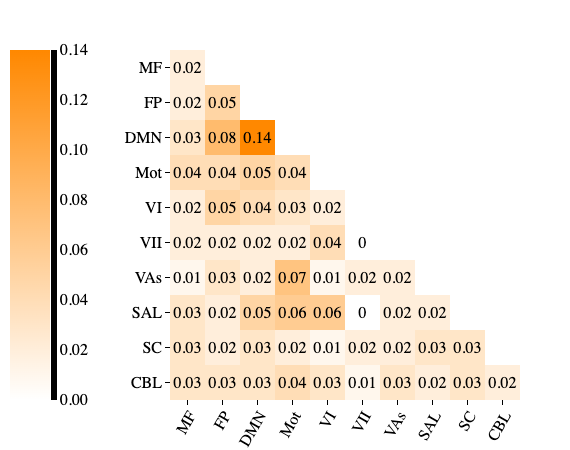 0.14
0.12
0.10
0.08
0.06
0.04
0.02
0.00
MF 0.02
FP 0.02 0.05
DMN 0.03 0.08 0.14
Mot 0.04 0.04 0.05 0.04
VI 0.02 0.05 0.04 0.03 0.02
VII 0.02 0.02 0.02 0.02 0.04 0
VAs 0.01 0.03 0.02 0.07 0.01 0.02 0.02
SAL 0.03 0.02 0.05 0.06 0.06 0 0.02 0.02
SC 0.03 0.02 0.03 0.02 0.01 0.02 0.02 0.03 0.03
CBL 0.03 0.03 0.03 0.04 0.03 0.01 0.03 0.02 0.03 0.02
MF FP DMN Mot VI VII VAs SAL SC CBL